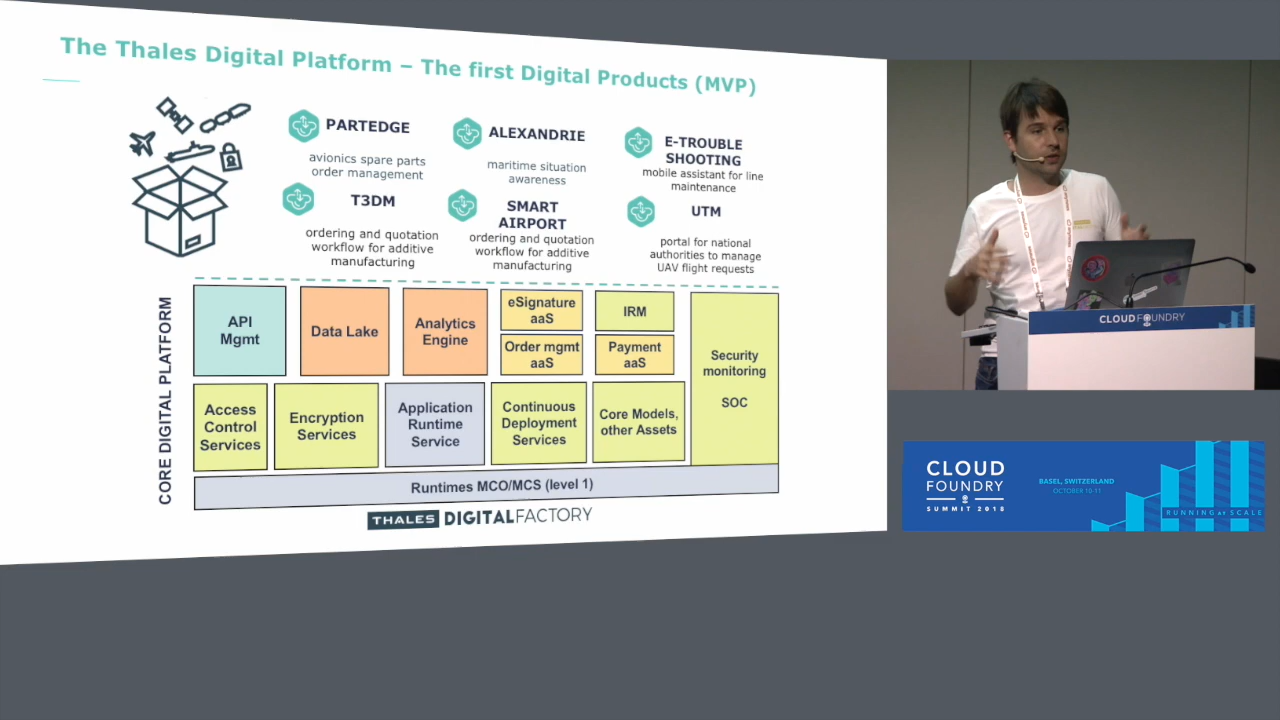 The Thales Digital Platform – The first Digital Products (MVP)
PARTEDGE
avionics spare parts
order management
ALEXANDRIE
maritime situation
awareness
E-TROUBLE
SHOOTING
mobile assistant for line
maintenance
T3DM
ordering and quotation
workflow for additive
manufacturing
SMART
AIRPORT
ordering and quotation
workflow for additive
manufacturing
UTM
portal for national
authorities to manage
UAV flight requests
CORE DIGITAL PLATFORM
API
Mgmt
Data Lake
Analytics
Engine
eSignature
aaS
Order mgmt
aaS
IRM
Payment
aaS
Security
monitoring
SOC
Access
Control
Services
Encryption
Services
Application
Runtime
Service
Continuous
Deployment
Services
Core Models,
other Assets
Runtimes MCO/MCS (level 1)
THALES DIGITALFACTORY
CLOUD FOUNDRY
CLOUD
FOUNDRY
SUMMIT 2018
BASEL, SWITZERLAND
OCTOBER 10-11
RUNNING at SCALE